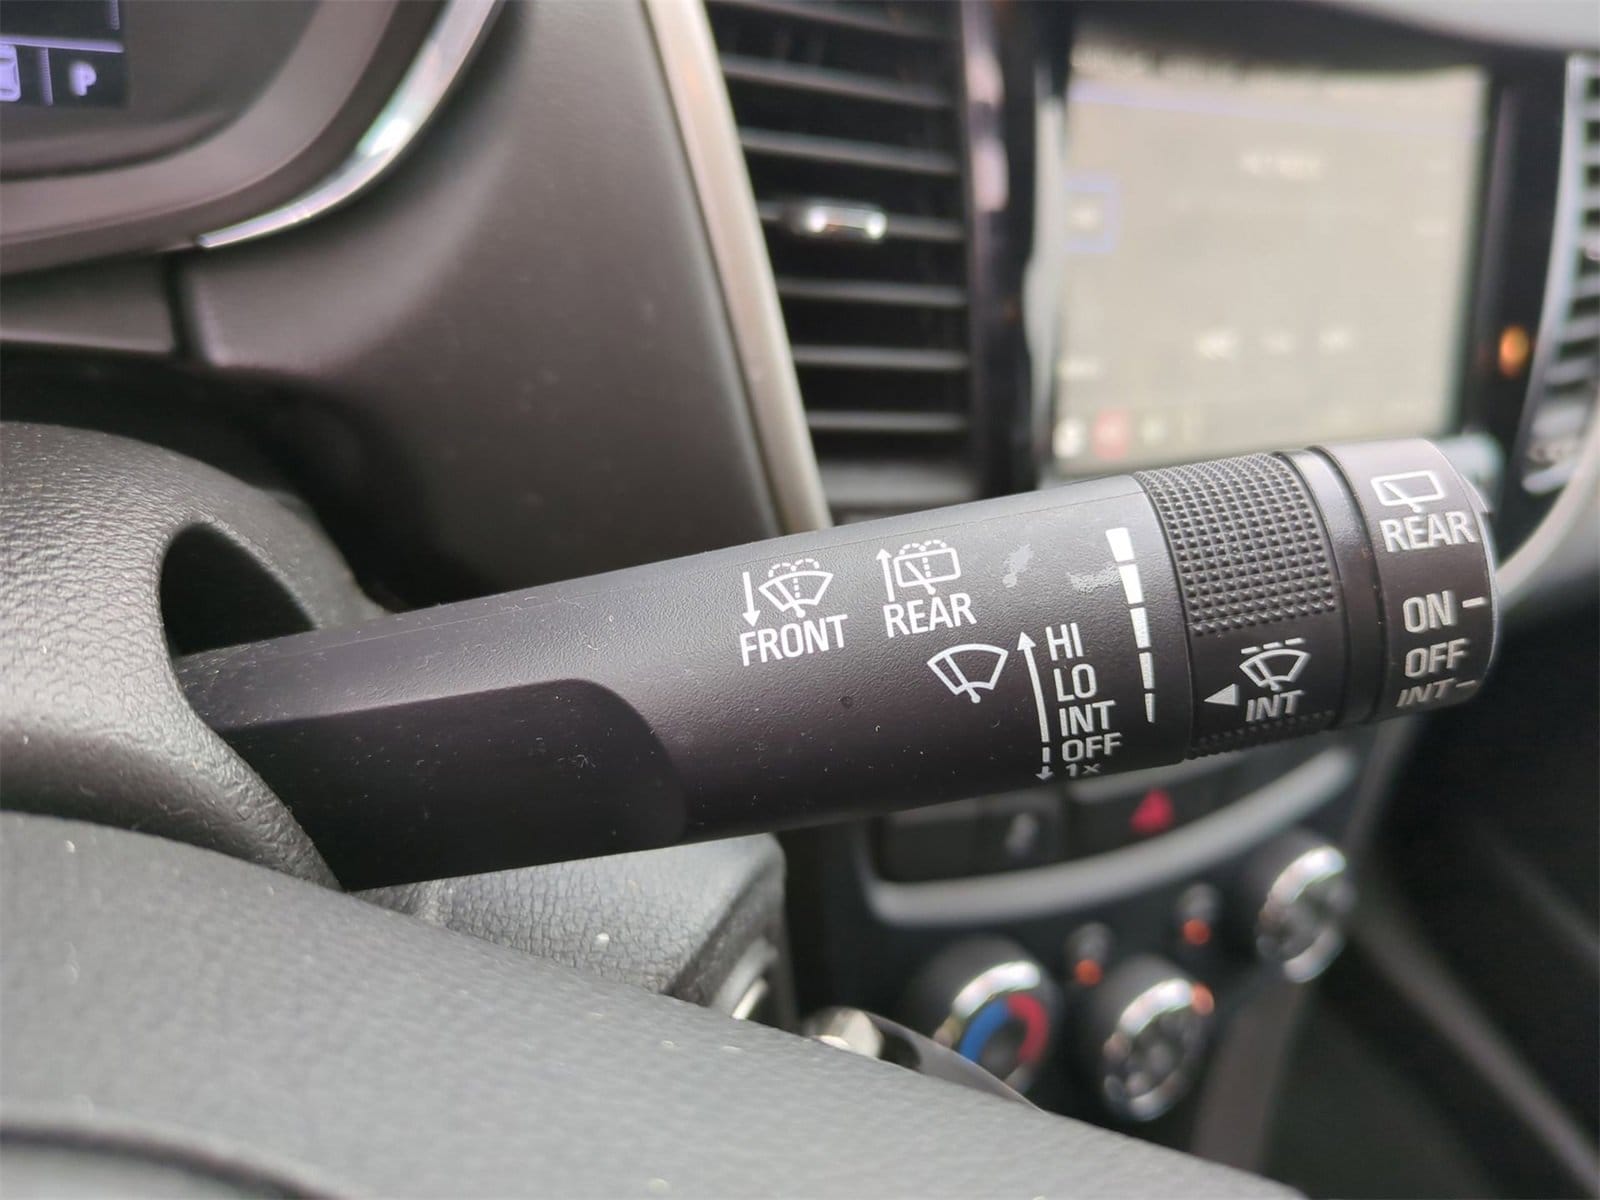 P
FRONT
REAR
HI
LO
INT
OFF
1x
INT
REAR
ON
OFF
INT